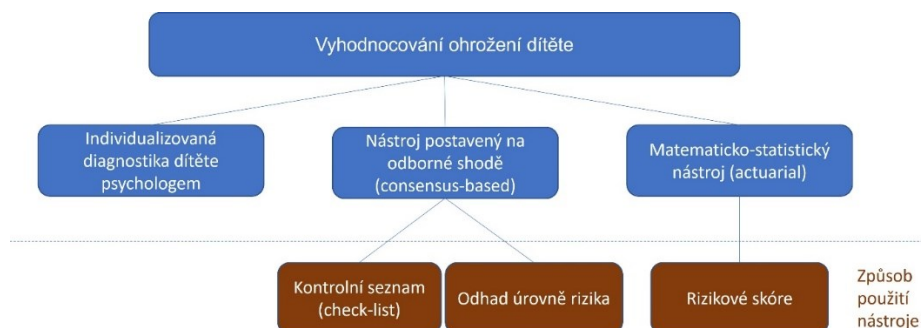 Vyhodnocování ohrožení dítěte
Individualizovaná
diagnostika dítěte
psychologem
Nástroj postavený na
odborné shodě
(consensus-based)
Matematicko-statistický
nástroj (actuarial)
Kontrolní seznam
(check-list)
Odhad úrovně rizika
Rizikové skóre
Způsob
použití
nástroje